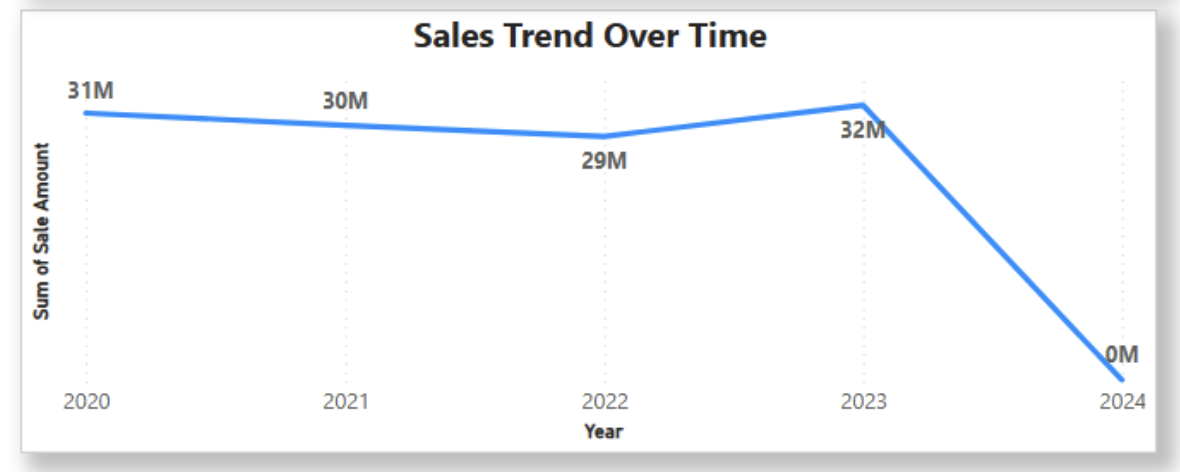 Sales Trend Over Time
31M
30M
29M
32M
0M
Sum of Sale Amount
2020 2021 2022 2023 2024
Year